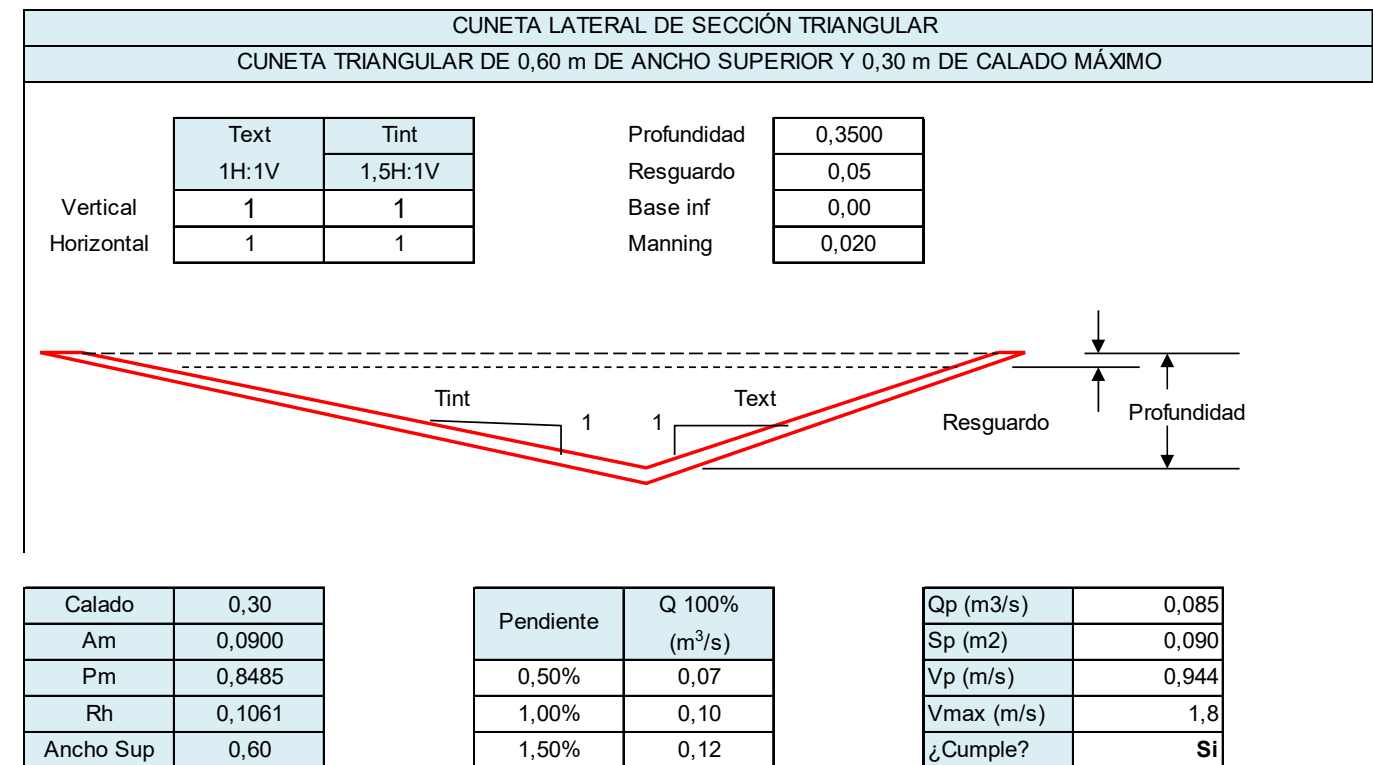 CUNETA LATERAL DE SECCIÓN TRIANGULAR
CUNETA TRIANGULAR DE 0,60 m DE ANCHO SUPERIOR Y 0,30 m DE CALADO MÁXIMO
Text Tint Profundidad 0,3500
1H:1V 1,5H:1V Resguardo 0,05
Vertical 1 1 Base inf 0,00
Horizontal 1 1 Manning 0,020
Tint 1 1 Text Resguardo Profundidad
Calado 0,30 Pendiente Q 100% Qp (m3/s) 0,085
Am 0,0900 (m³/s) Sp (m2) 0,090
Pm 0,8485 0,50% 0,07 Vp (m/s) 0,944
Rh 0,1061 1,00% 0,10 Vmax (m/s) 1,8
Ancho Sup 0,60 1,50% 0,12 ¿Cumple? Si